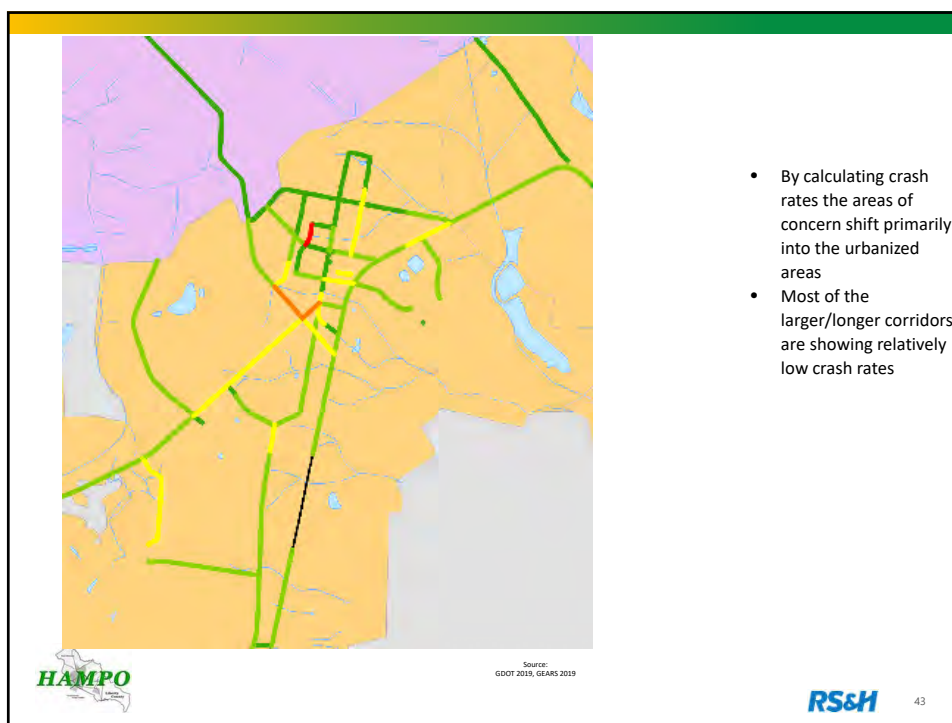 • By calculating crash
rates the areas of
concern shift primarily
into the urbanized
areas
• Most of the
larger/longer corridors
are showing relatively
low crash rates
Source:
GDOT 2019, GEARS 2019
HAMPO
RS&H
43